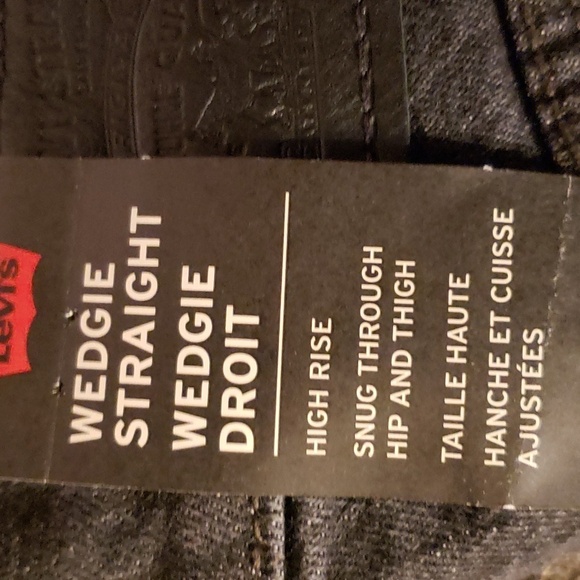 Levi's
WEDGIE
STRAIGHT
WEDGIE
DROIT
HIGH RISE
SNUG THROUGH
HIP AND THIGH
TAILLE HAUTE
HANCHE ET CUISSE
AJUSTÉES